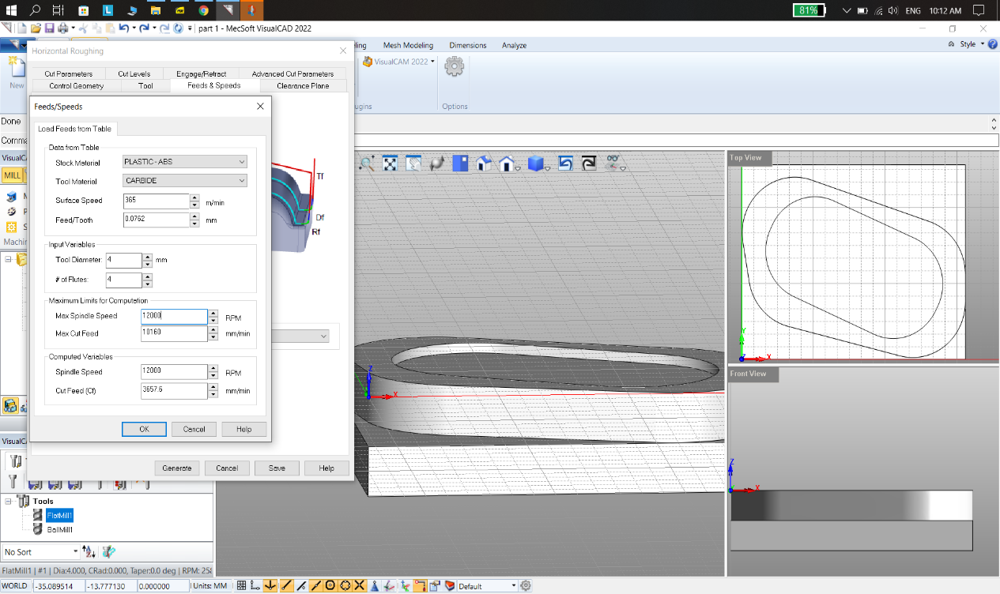 81%
ENG
10:12 AM
part 1 - MecSoft VisualCAD 2022
Horizontal Roughing
Mesh Modeling
Dimensions
Analyze
Style
Cut Parameters
Cut Levels
Engage/Retract
Advanced Cut Parameters
Control Geometry
Tool
Feeds & Speeds
Clearance Plane
VisualCAM 2022
New
Options
Feeds/Speeds
Done
Load Feeds from Table
Data from Table
Stock Material
PLASTIC - ABS
Tool Material
CARBIDE
Surface Speed
365
m/min
Feed/Tooth
0.0762
mm
Input Variables
Tool Diameter:
4
mm
# of Flutes:
4
Maximum Limits for Computation
Max Spindle Speed
12000
RPM
Max Cut Feed
10160
mm/min
Computed Variables
Spindle Speed
12000
RPM
Cut Feed (Cf)
3657.6
mm/min
OK
Cancel
Help
Generate
Cancel
Save
Help
MILL
Tf
Df
Rf
Top View
Y
Z
X
Z
X
Front View
Z
X
Tools
FlatMill1
BallMill1
No Sort
FlatMill1 | #1 | Dia:4.000, CRad:0.000, Taper:0.0 deg | RPM: 25
WORLD
-35.089514
-13.777130
0.000000
Units: MM
Default